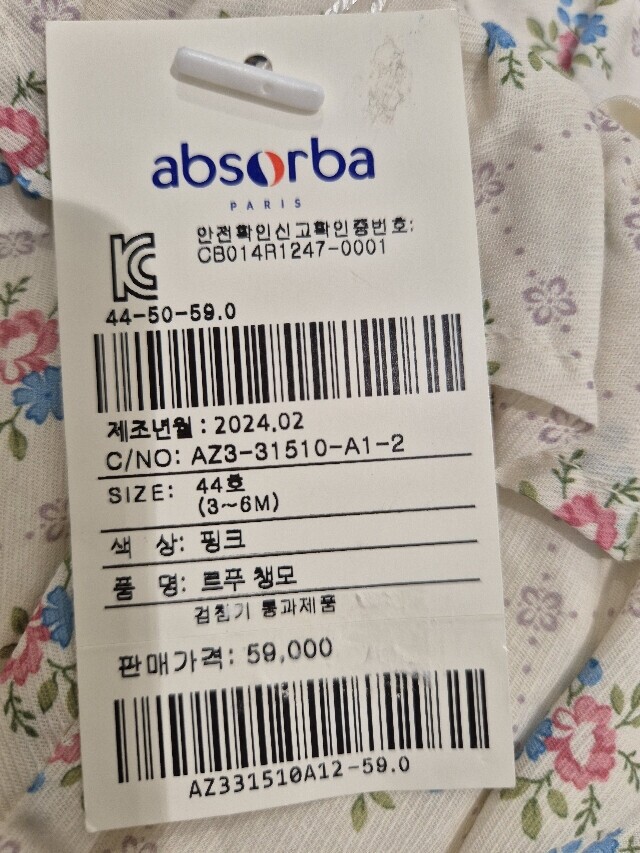 absorba
PARIS
안전확인신고확인증번호:
CB014R1247-0001
44-50-59.0
제조년월 : 2024.02
C/NO: AZ3-31510-A1-2
SIZE: 44호
(3~6M)
색 상: 핑크
품 명: 르푸 챙모
검침기 통과제품
판매가격: 59,000
AZ331510A12-59.0